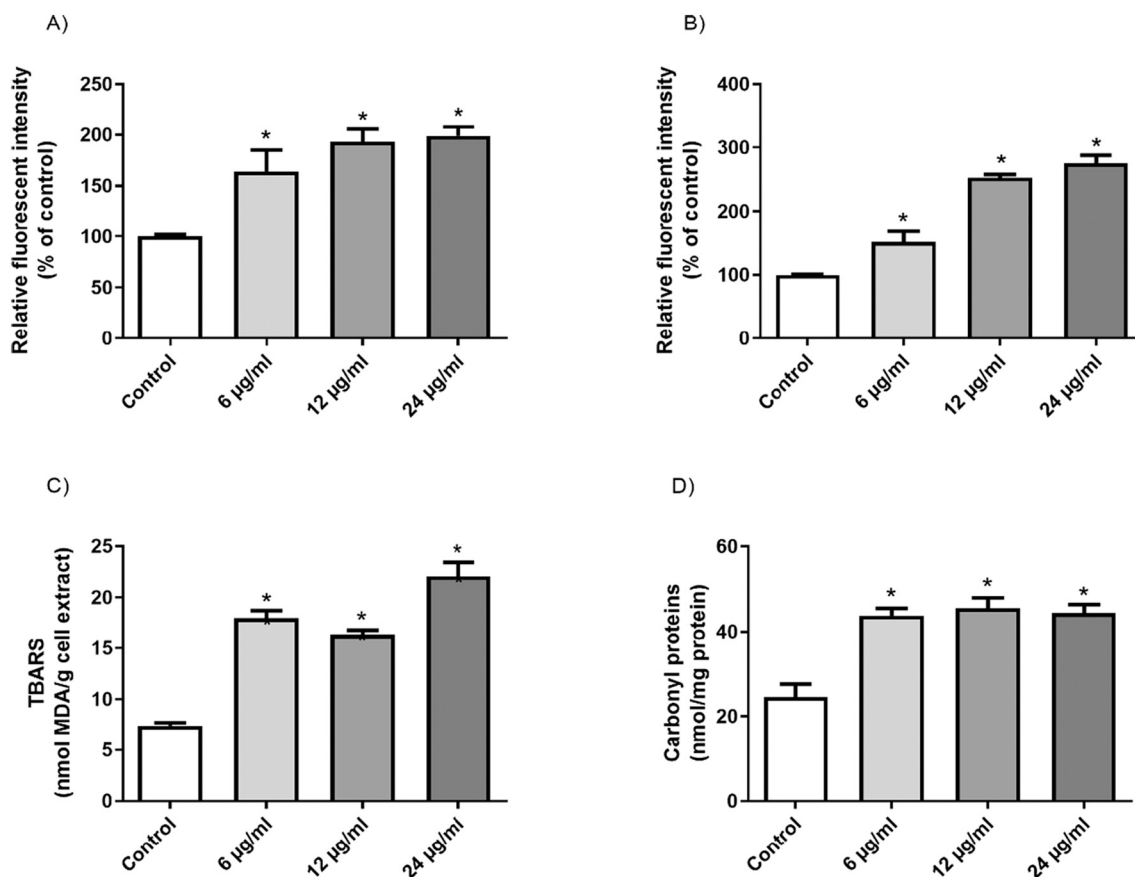 A)
Relative fluorescent intensity
(% of control)
250
200
150
100
50
0
*
*
*
Control
6 µg/ml
12 µg/ml
24 µg/ml
B)
Relative fluorescent intensity
(% of control)
400
300
200
100
0
*
*
*
Control
6 µg/ml
12 µg/ml
24 µg/ml
C)
TBARS
(nmol MDA/g cell extract)
25
20
15
10
5
0
*
*
*
Control
6 µg/ml
12 µg/ml
24 µg/ml
D)
Carbonyl proteins
(nmol/mg protein)
60
40
20
0
*
*
*
Control
6 µg/ml
12 µg/ml
24 µg/ml